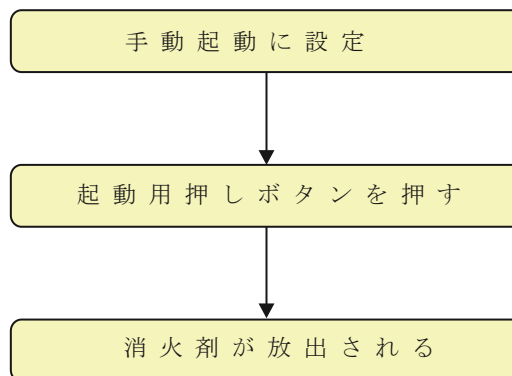 手動起動に設定
起動用押しボタンを押す
消火剤が放出される